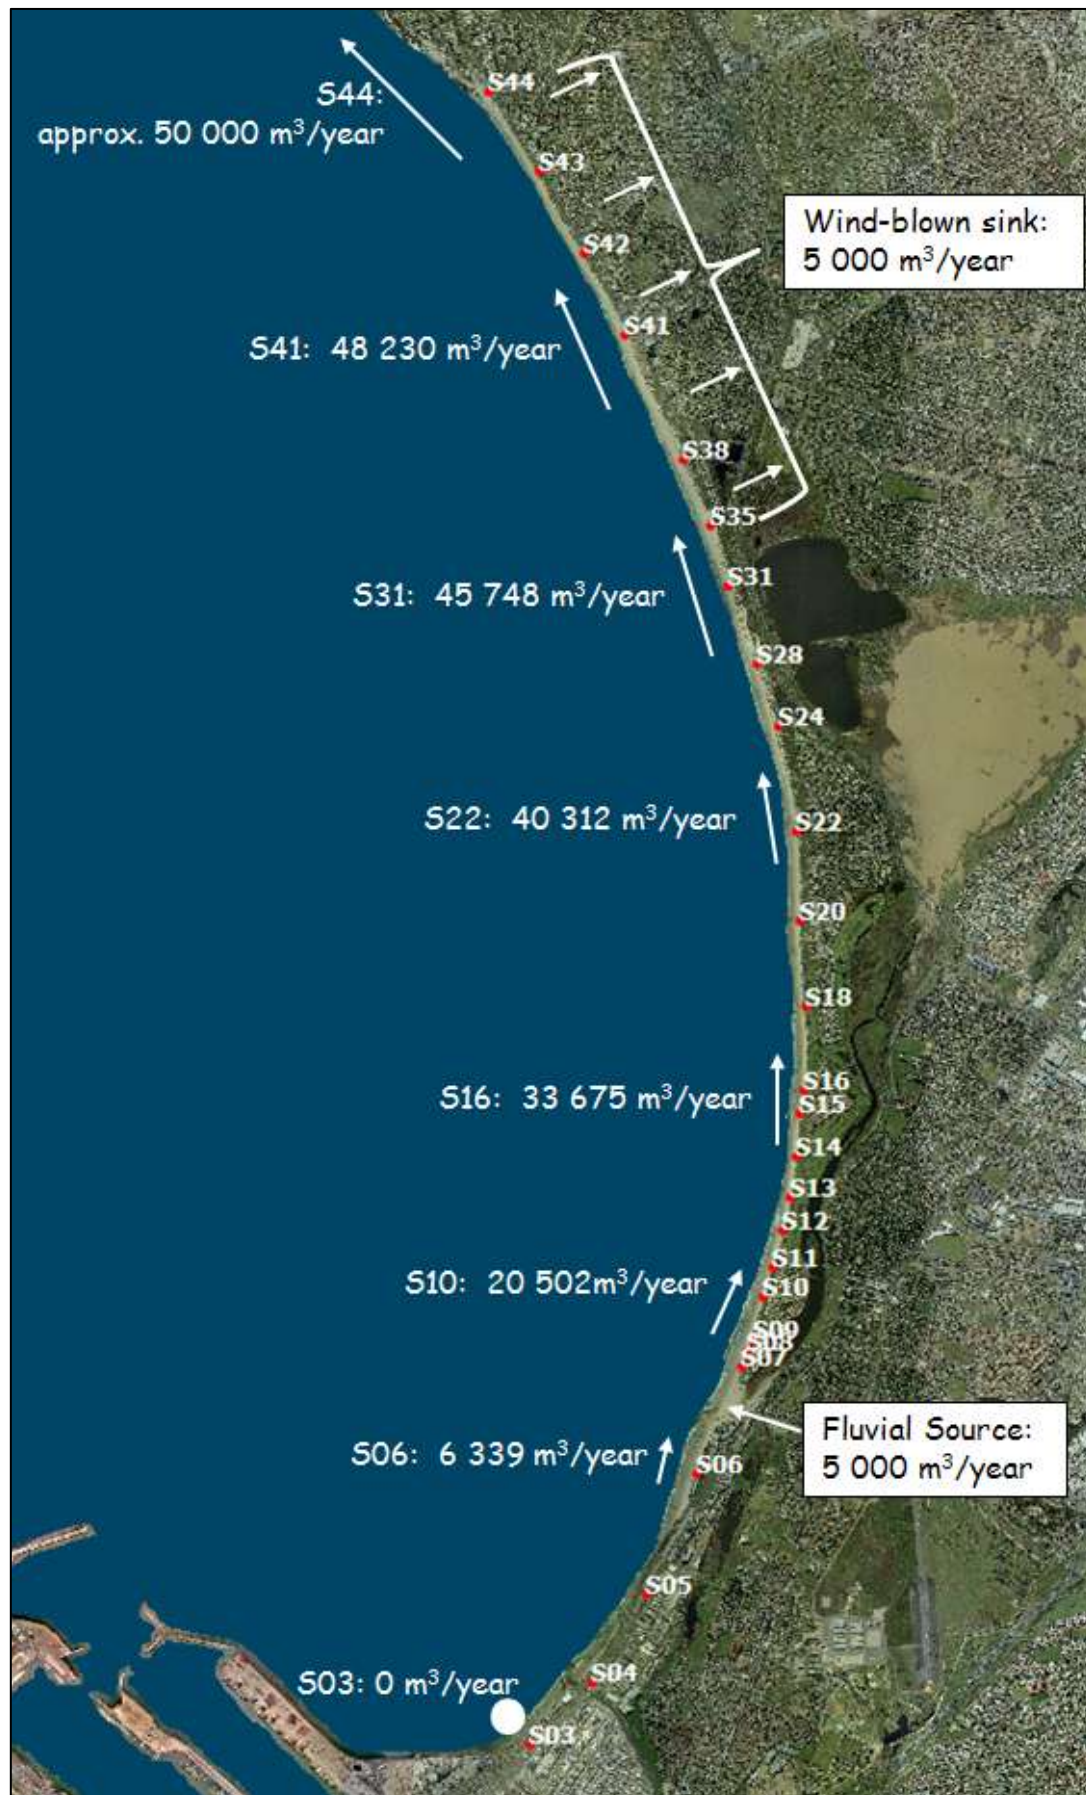 S44
S44:
approx. 50 000 m³/year
S43
Wind-blown sink:
5 000 m³/year
S42
S41
S41: 48 230 m³/year
S38
S35
S31
S31: 45 748 m³/year
S28
S24
S22: 40 312 m³/year
S22
S20
S18
S16
S16: 33 675 m³/year
S15
S14
S13
S12
S11
S10: 20 502m³/year
S10
S09
S08
S07
Fluvial Source:
5 000 m³/year
S06: 6 339 m³/year
S06
S05
S03: 0 m³/year
S04
S03